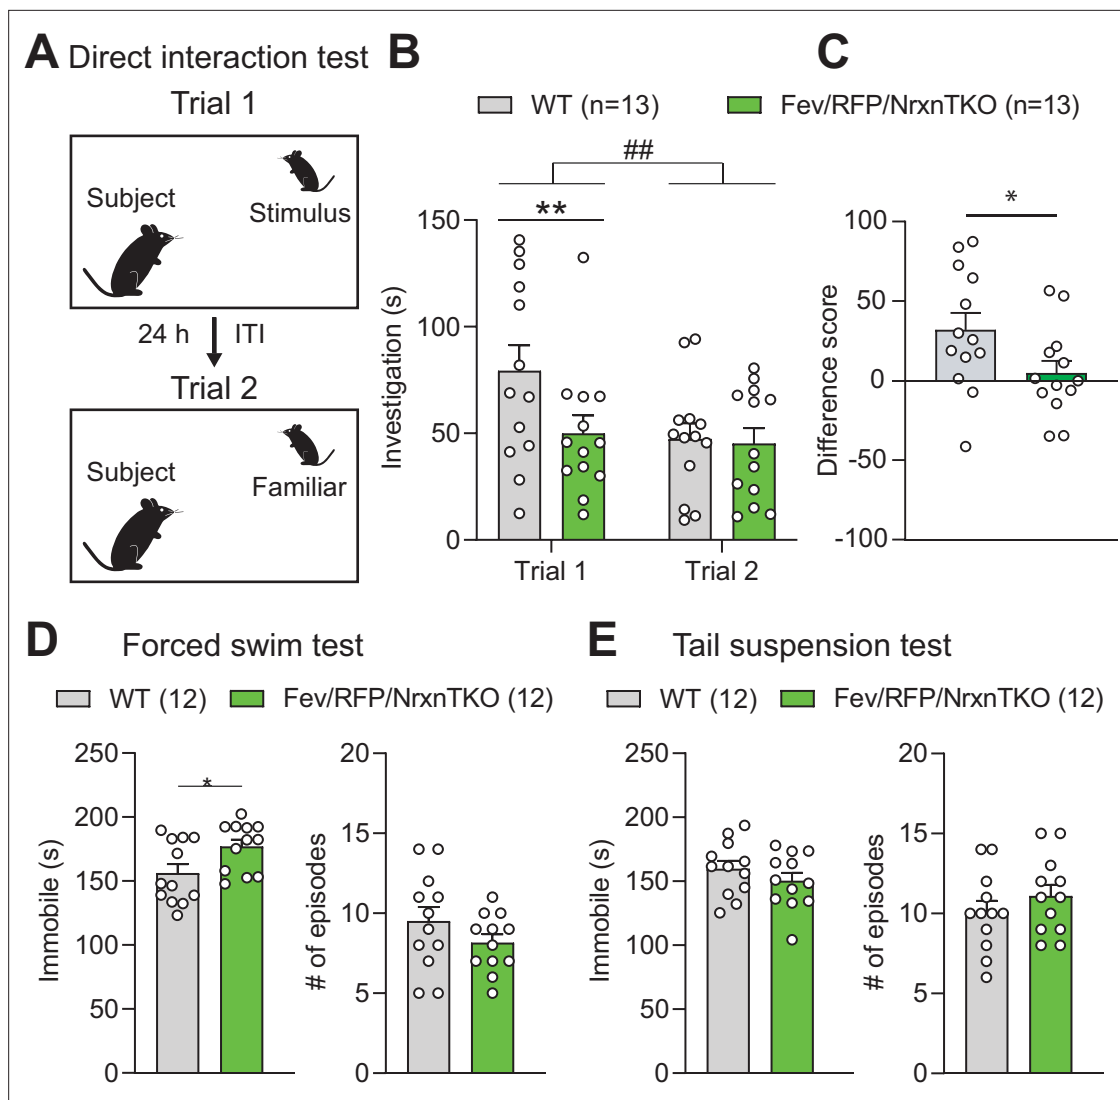 A Direct interaction test
Trial 1
Subject
Stimulus
24 h
ITI
Trial 2
Subject
Familiar
B
C
WT (n=13)
Fev/RFP/NrxnTKO (n=13)
##
**
150
100
50
0
Investigation (s)
Trial 1
Trial 2
*
100
50
0
-50
-100
Difference score
D Forced swim test
WT (12)
Fev/RFP/NrxnTKO (12)
*
250
200
150
100
50
0
Immobile (s)
20
15
10
5
0
# of episodes
E Tail suspension test
WT (12)
Fev/RFP/NrxnTKO (12)
250
200
150
100
50
0
Immobile (s)
20
15
10
5
0
# of episodes